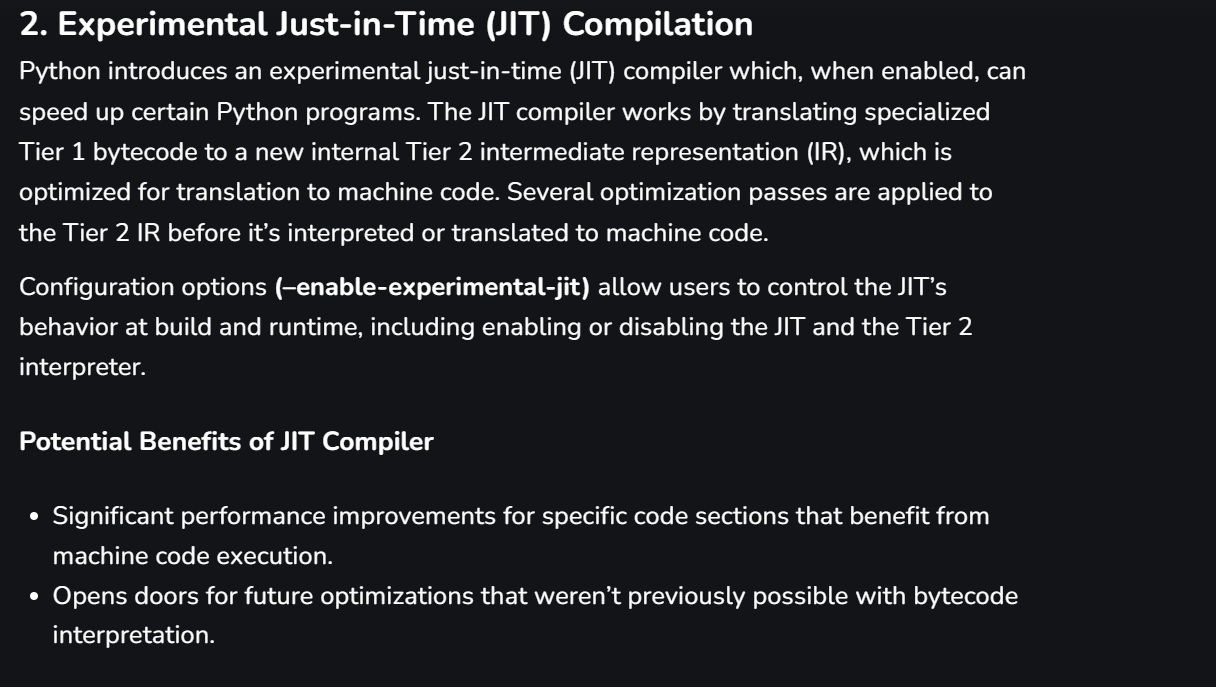 2. Experimental Just-in-Time (JIT) Compilation
Python introduces an experimental just-in-time (JIT) compiler which, when enabled, can
speed up certain Python programs. The JIT compiler works by translating specialized
Tier 1 bytecode to a new internal Tier 2 intermediate representation (IR), which is
optimized for translation to machine code. Several optimization passes are applied to
the Tier 2 IR before it’s interpreted or translated to machine code.
Configuration options (–enable-experimental-jit) allow users to control the JIT’s
behavior at build and runtime, including enabling or disabling the JIT and the Tier 2
interpreter.
Potential Benefits of JIT Compiler
• Significant performance improvements for specific code sections that benefit from
machine code execution.
• Opens doors for future optimizations that weren’t previously possible with bytecode
interpretation.